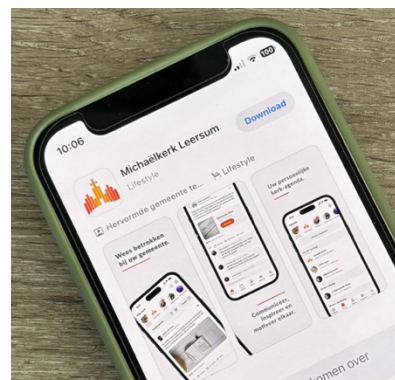 10:06
100
Michaëlkerk Leersum
Lifestyle
Download
Hervormde gemeente te...
Lifestyle
Wees betrokken
bij uw gemeente.
Communiceer,
inspireer en
motiveer elkaar.
Uw persoonlijke
kerk-agenda.
komen over